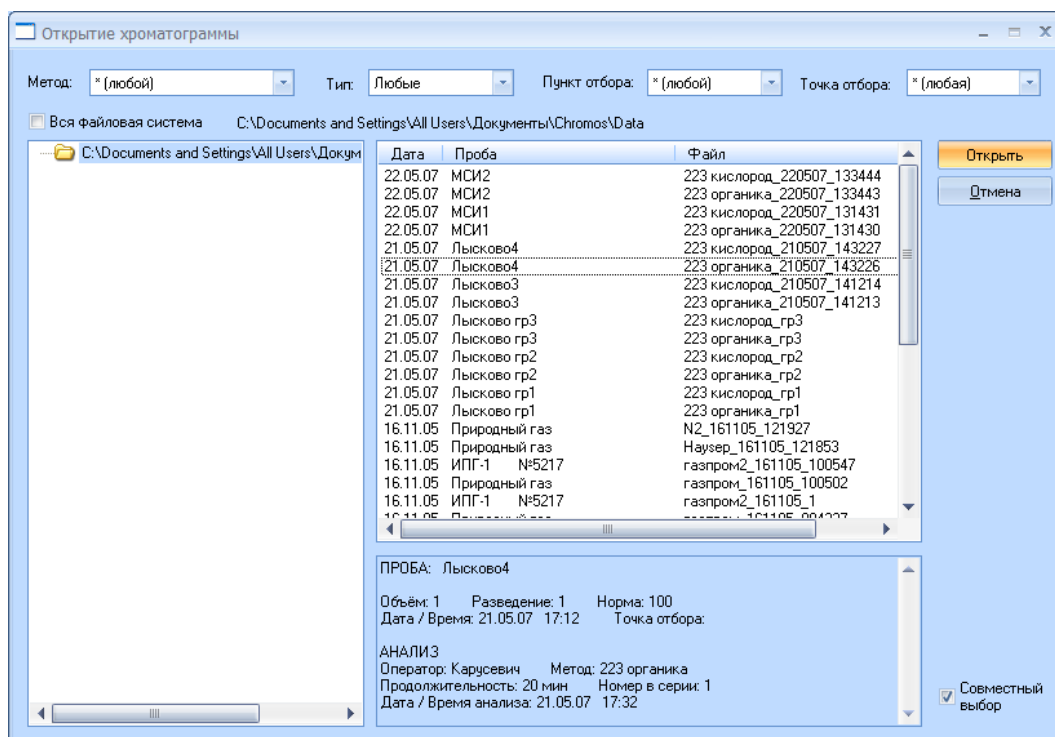 Открытие хроматограммы
Метод: * (любой) Тип: Любые Пункт отбора: * (любой) Точка отбора: * (любая)
Вся файловая система C:\Documents and Settings\All Users\Документы\Chromos\Data
C:\Documents and Settings\All Users\Докум
Дата Проба Файл
22.05.07 МСИ2 223 кислород_220507_133444
22.05.07 МСИ2 223 органика_220507_133443
22.05.07 МСИ1 223 кислород_220507_131431
22.05.07 МСИ1 223 органика_220507_131430
21.05.07 Лысково4 223 кислород_210507_143227
21.05.07 Лысково4 223 органика_210507_143226
21.05.07 Лысково3 223 кислород_210507_141214
21.05.07 Лысково3 223 органика_210507_141213
21.05.07 Лысково гр3 223 кислород_гр3
21.05.07 Лысково гр3 223 органика_гр3
21.05.07 Лысково гр2 223 кислород_гр2
21.05.07 Лысково гр2 223 органика_гр2
21.05.07 Лысково гр1 223 кислород_гр1
21.05.07 Лысково гр1 223 органика_гр1
16.11.05 Природный газ N2_161105_121927
16.11.05 Природный газ Haysep_161105_121853
16.11.05 ИПГ-1 №5217 газпром2_161105_100547
16.11.05 Природный газ газпром_161105_100502
16.11.05 ИПГ-1 №5217 газпром2_161105_1
Открыть
Отмена
ПРОБА: Лысково4
Объём: 1 Разведение: 1 Норма: 100
Дата / Время: 21.05.07 17:12 Точка отбора:
АНАЛИЗ
Оператор: Карусевич Метод: 223 органика
Продолжительность: 20 мин Номер в серии: 1
Дата / Время анализа: 21.05.07 17:32
Совместный
выбор